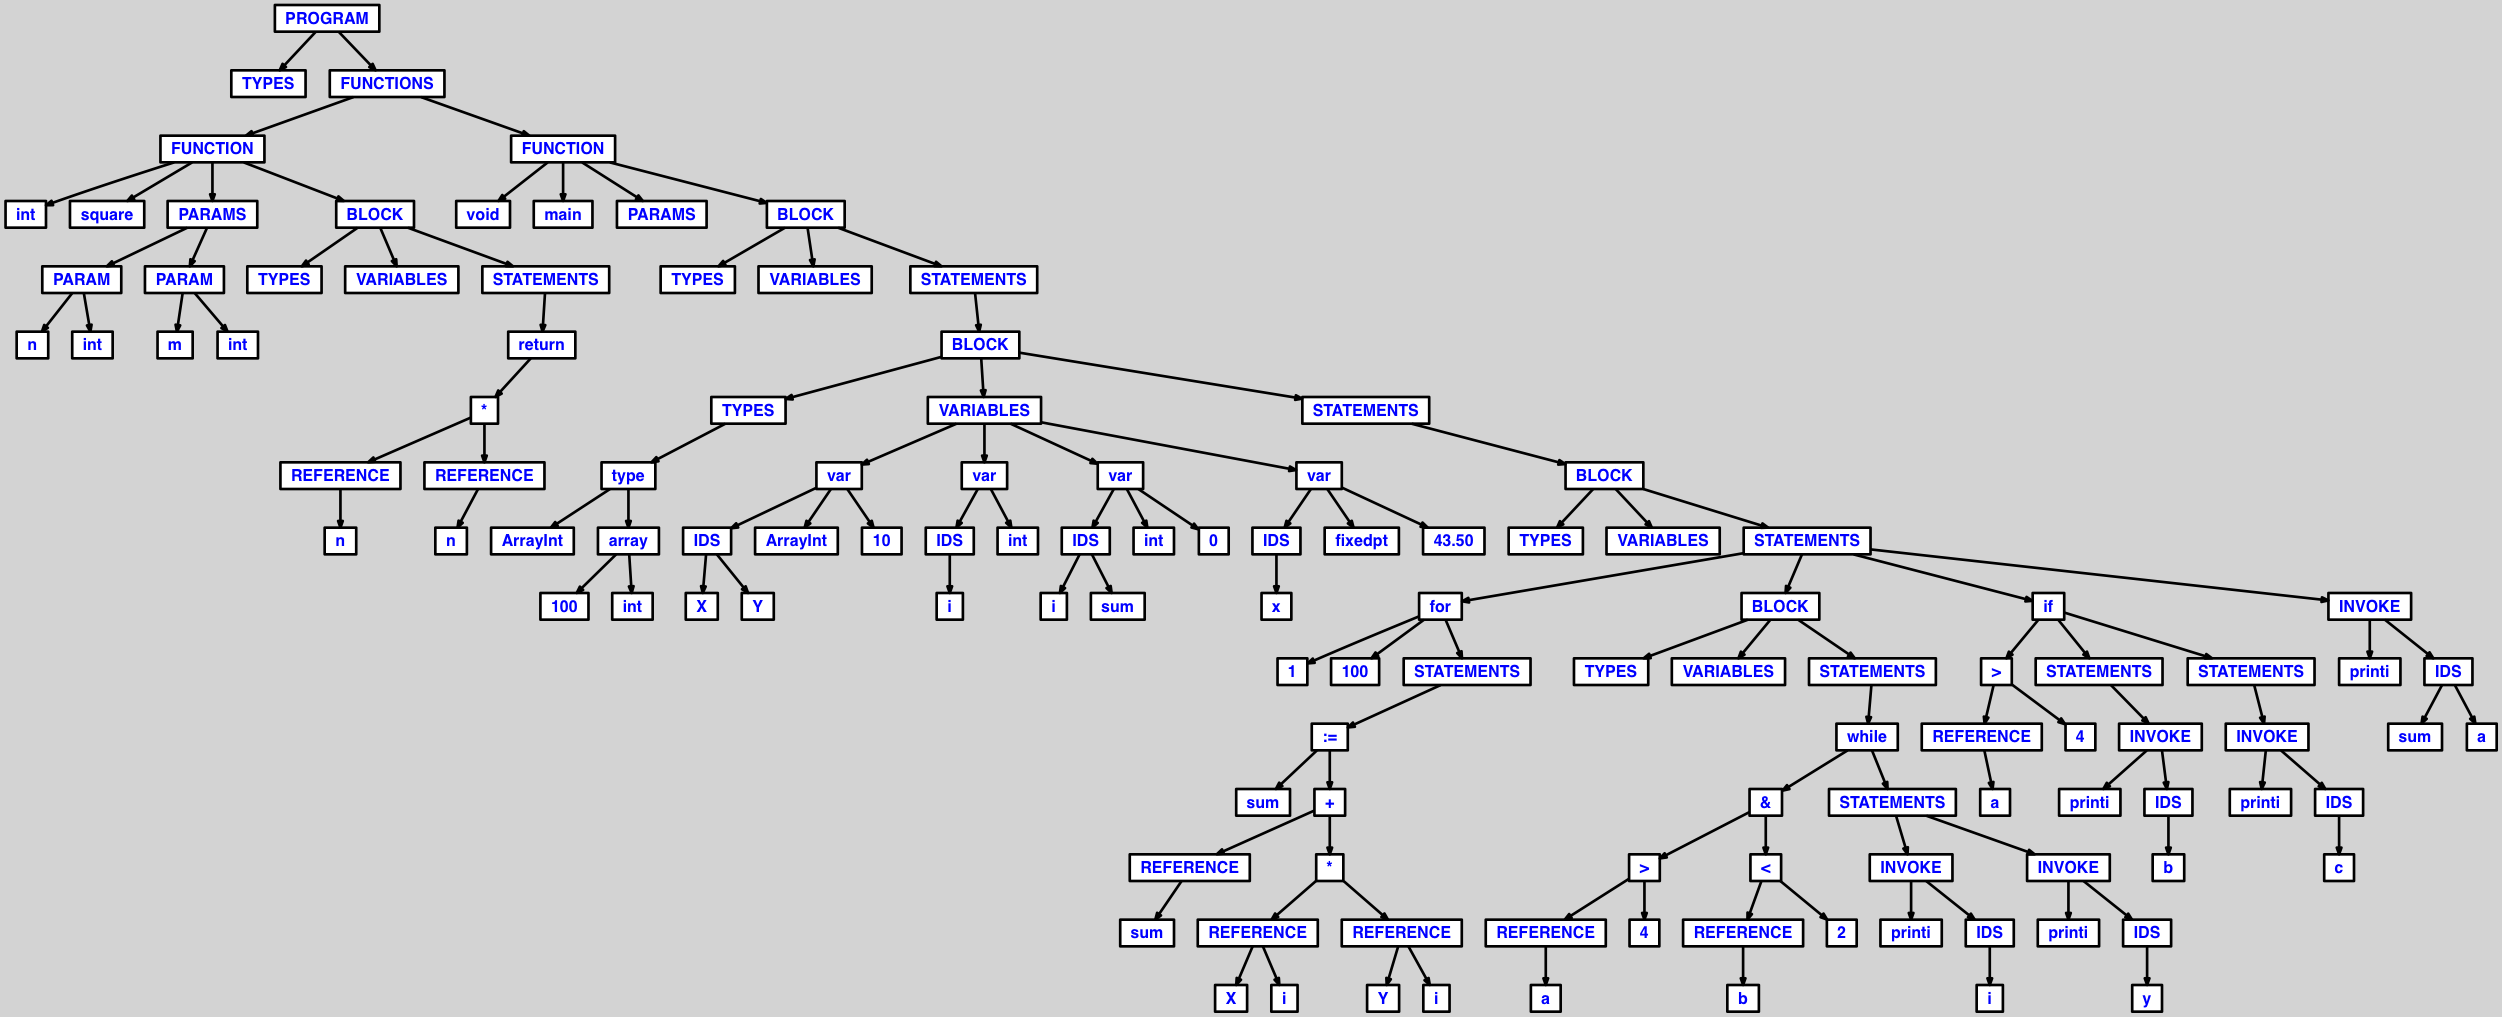 PROGRAM
TYPES FUNCTIONS
FUNCTION FUNCTION
int square PARAMS BLOCK void main PARAMS BLOCK
PARAM PARAM TYPES VARIABLES STATEMENTS TYPES VARIABLES STATEMENTS
n int m int return BLOCK
* TYPES VARIABLES STATEMENTS
REFERENCE REFERENCE type var var var var BLOCK
n n ArrayInt array IDS ArrayInt 10 IDS int IDS int 0 IDS fixedpt 43.50 TYPES VARIABLES STATEMENTS
100 int X Y i i sum x for BLOCK if INVOKE
1 100 STATEMENTS TYPES VARIABLES STATEMENTS > STATEMENTS STATEMENTS printi IDS
:= while REFERENCE 4 INVOKE INVOKE sum a
sum + & STATEMENTS a printi IDS printi IDS
REFERENCE * > < INVOKE INVOKE b c
sum REFERENCE REFERENCE REFERENCE 4 REFERENCE 2 printi IDS printi IDS
X i Y i a b i y